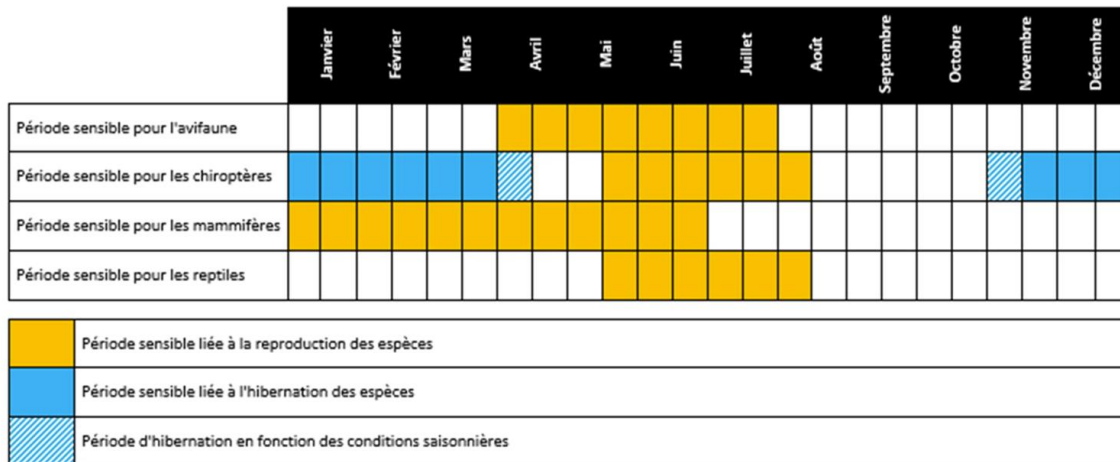 Janvier
Février
Mars
Avril
Mai
Juin
Juillet
Août
Septembre
Octobre
Novembre
Décembre
Période sensible pour l'avifaune
Période sensible pour les chiroptères
Période sensible pour les mammifères
Période sensible pour les reptiles
Période sensible liée à la reproduction des espèces
Période sensible liée à l'hibernation des espèces
Période d'hibernation en fonction des conditions saisonnières